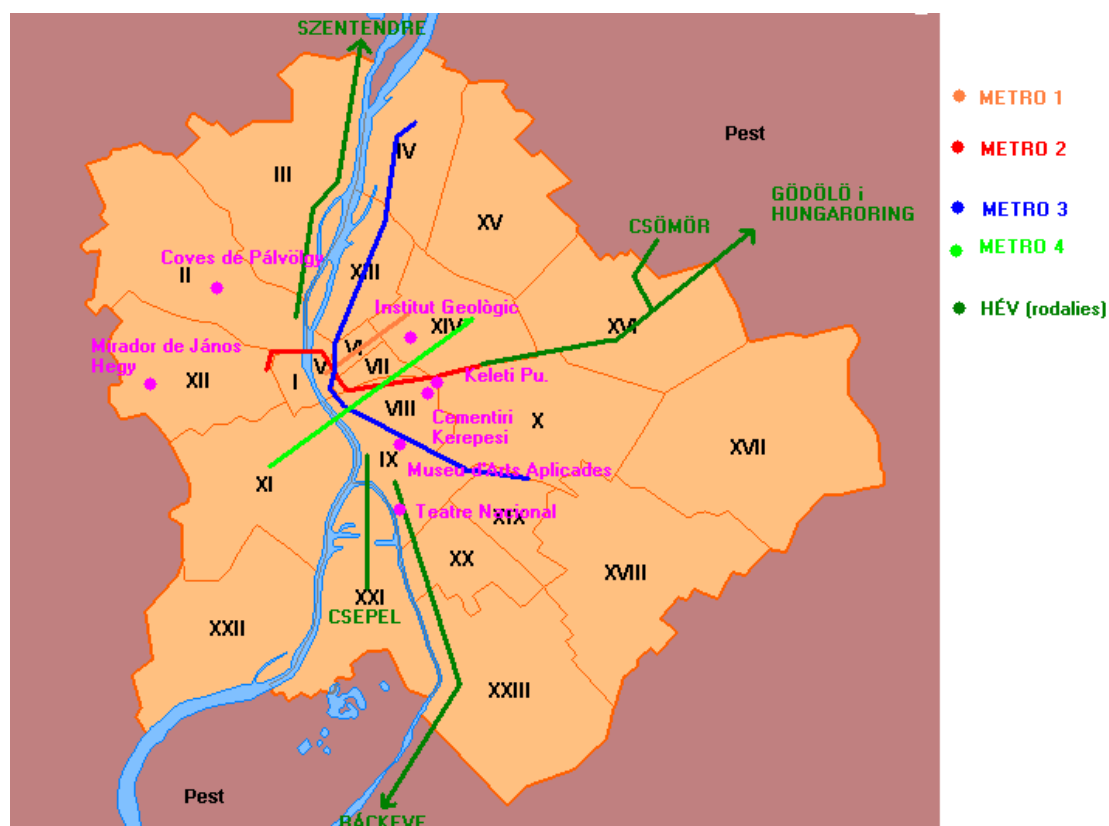 SZENTENDRE
METRO 1
Pest
METRO 2
IV
III
GÖDÖLÖ i
HUNGARORING
METRO 3
XV
CSÖMÖR
METRO 4
Coves de Pálvölgy
II
XIII
Institut Geològic
HÉV (rodalies)
XIV
XVI
Mirador de János
Hegy
VI
V
VII
XII
I
Keleti Pu.
VIII
Cementiri
Kerepesi
X
XVII
IX
Museu d'Arts Aplicades
XI
Teatre Nacional
XIX
XX
XVIII
XXI
CSEPEL
XXII
XXIII
Pest
RÁCKEVE